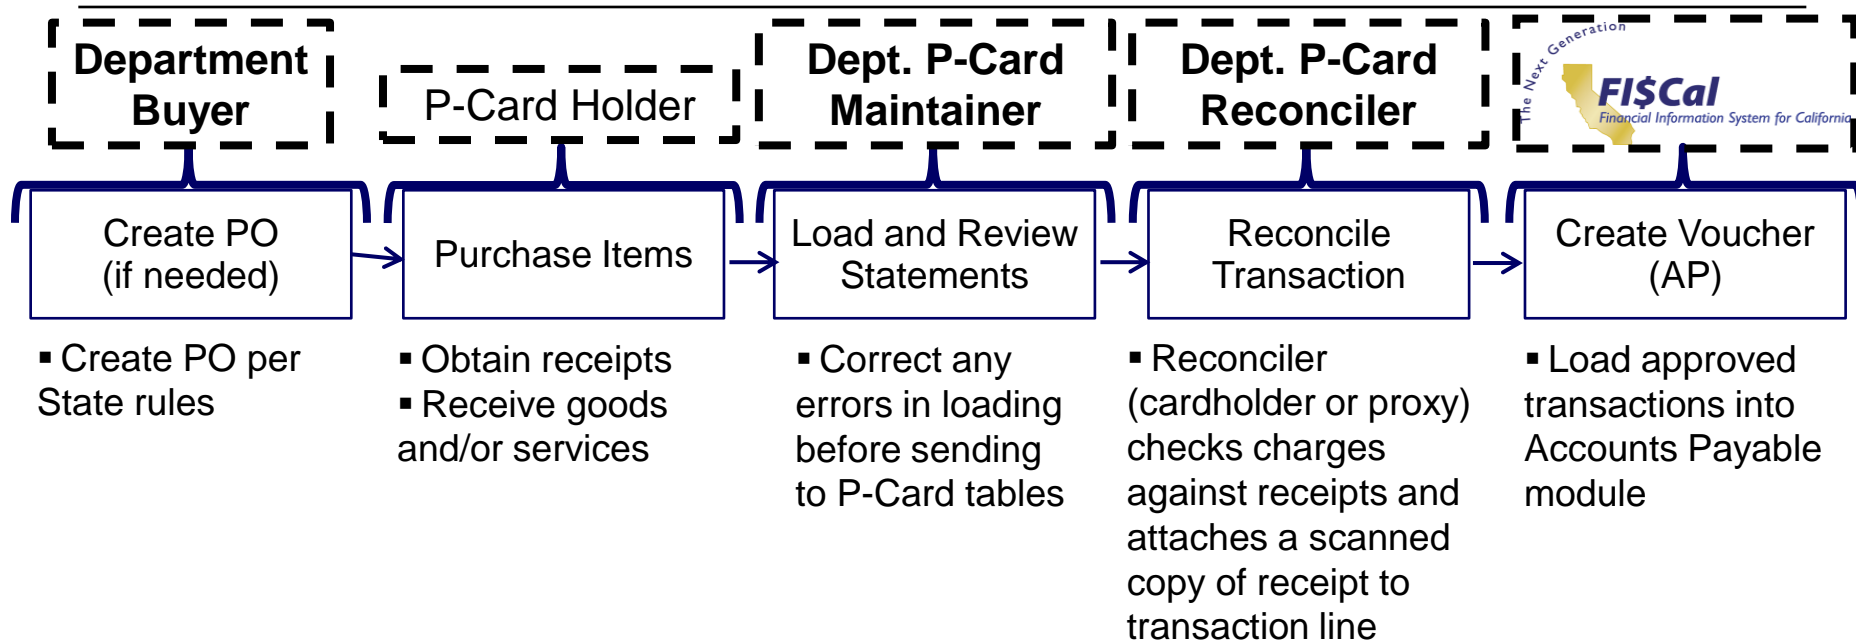 Department
Buyer
P-Card Holder
Dept. P-Card
Maintainer
Dept. P-Card
Reconciler
The Next Generation
FI$Cal
Financial Information System for California
Create PO
(if needed)
Purchase Items
Load and Review
Statements
Reconcile
Transaction
Create Voucher
(AP)
▪ Create PO per
State rules
▪ Obtain receipts
▪ Receive goods
and/or services
▪ Correct any
errors in loading
before sending
to P-Card tables
▪ Reconciler
(cardholder or proxy)
checks charges
against receipts and
attaches a scanned
copy of receipt to
transaction line
▪ Load approved
transactions into
Accounts Payable
module